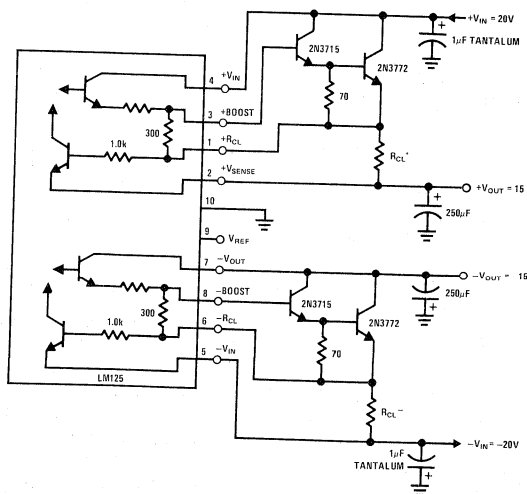 +VIN = 20V
1μF TANTALUM
+
2N3715
2N3772
4 +VIN
70
3 +BOOST
300
1 +RCL
1.0k
RCL*
2 +VSENSE
+VOUT = 15
10
+
250μF
9 VREF
7 −VOUT
−VOUT = 15
8 −BOOST
2N3715
2N3772
250μF
+
300
6 −RCL
1.0k
70
5 −VIN
LM125
RCL−
−VIN = −20V
1μF
TANTALUM
+